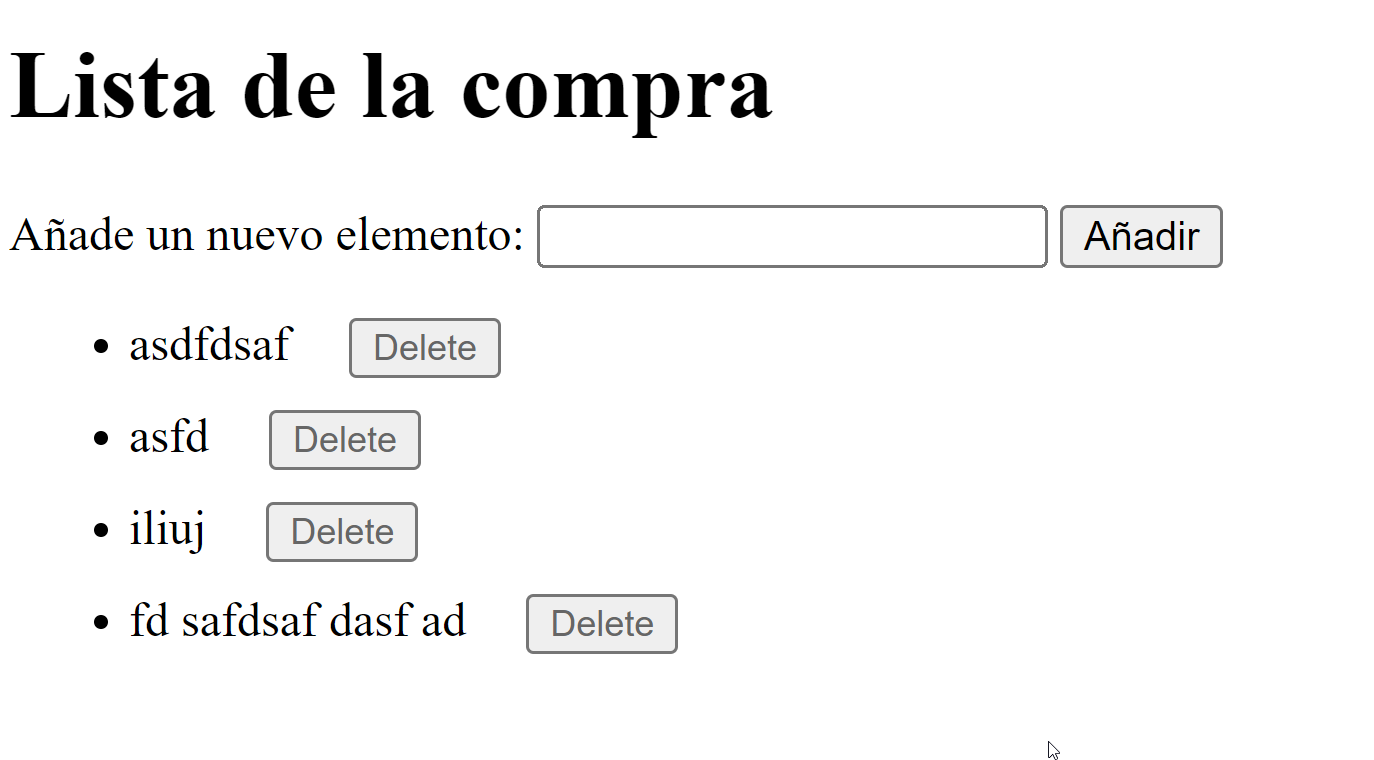 Lista de la compra
Añade un nuevo elemento: Añadir
asdfdsaf Delete
asfd Delete
iliuj Delete
fd safdsaf dasf ad Delete